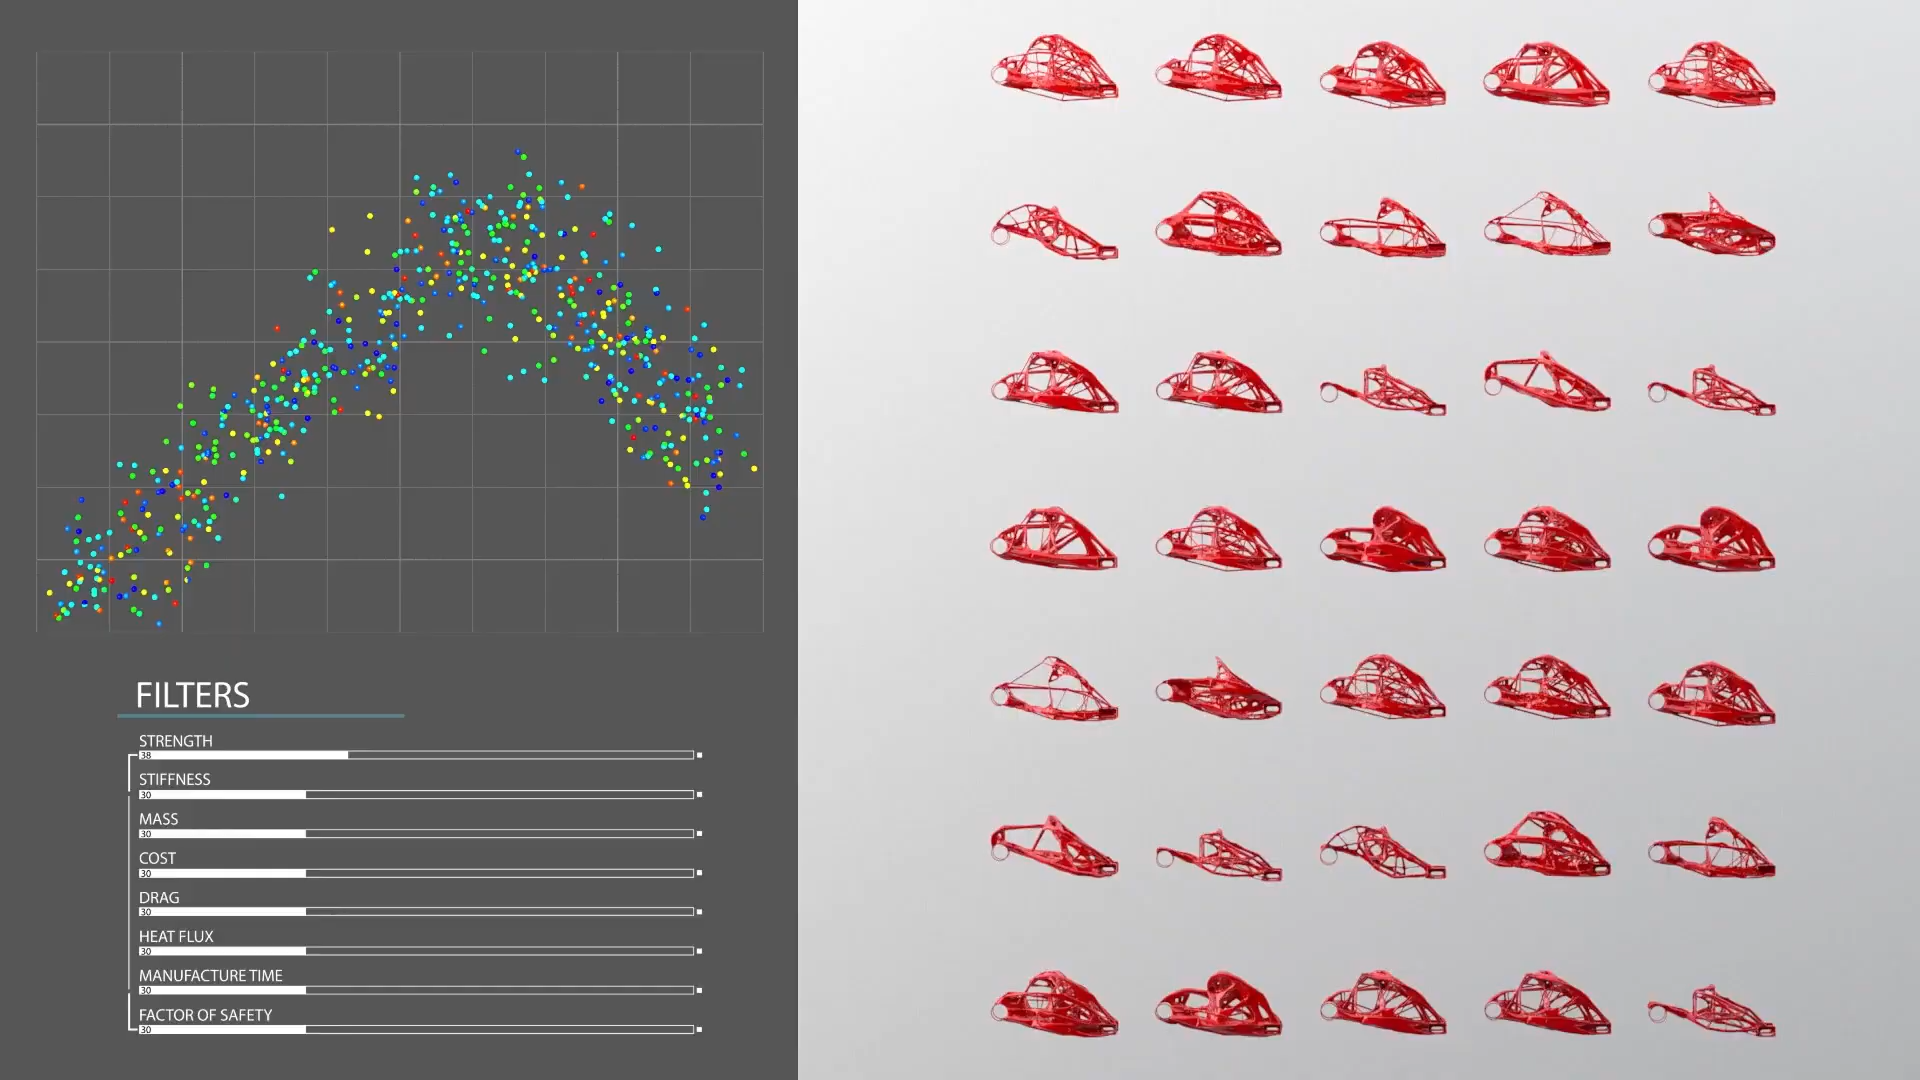 FILTERS
STRENGTH
38
STIFFNESS
30
MASS
30
COST
30
DRAG
30
HEAT FLUX
30
MANUFACTURE TIME
30
FACTOR OF SAFETY
30